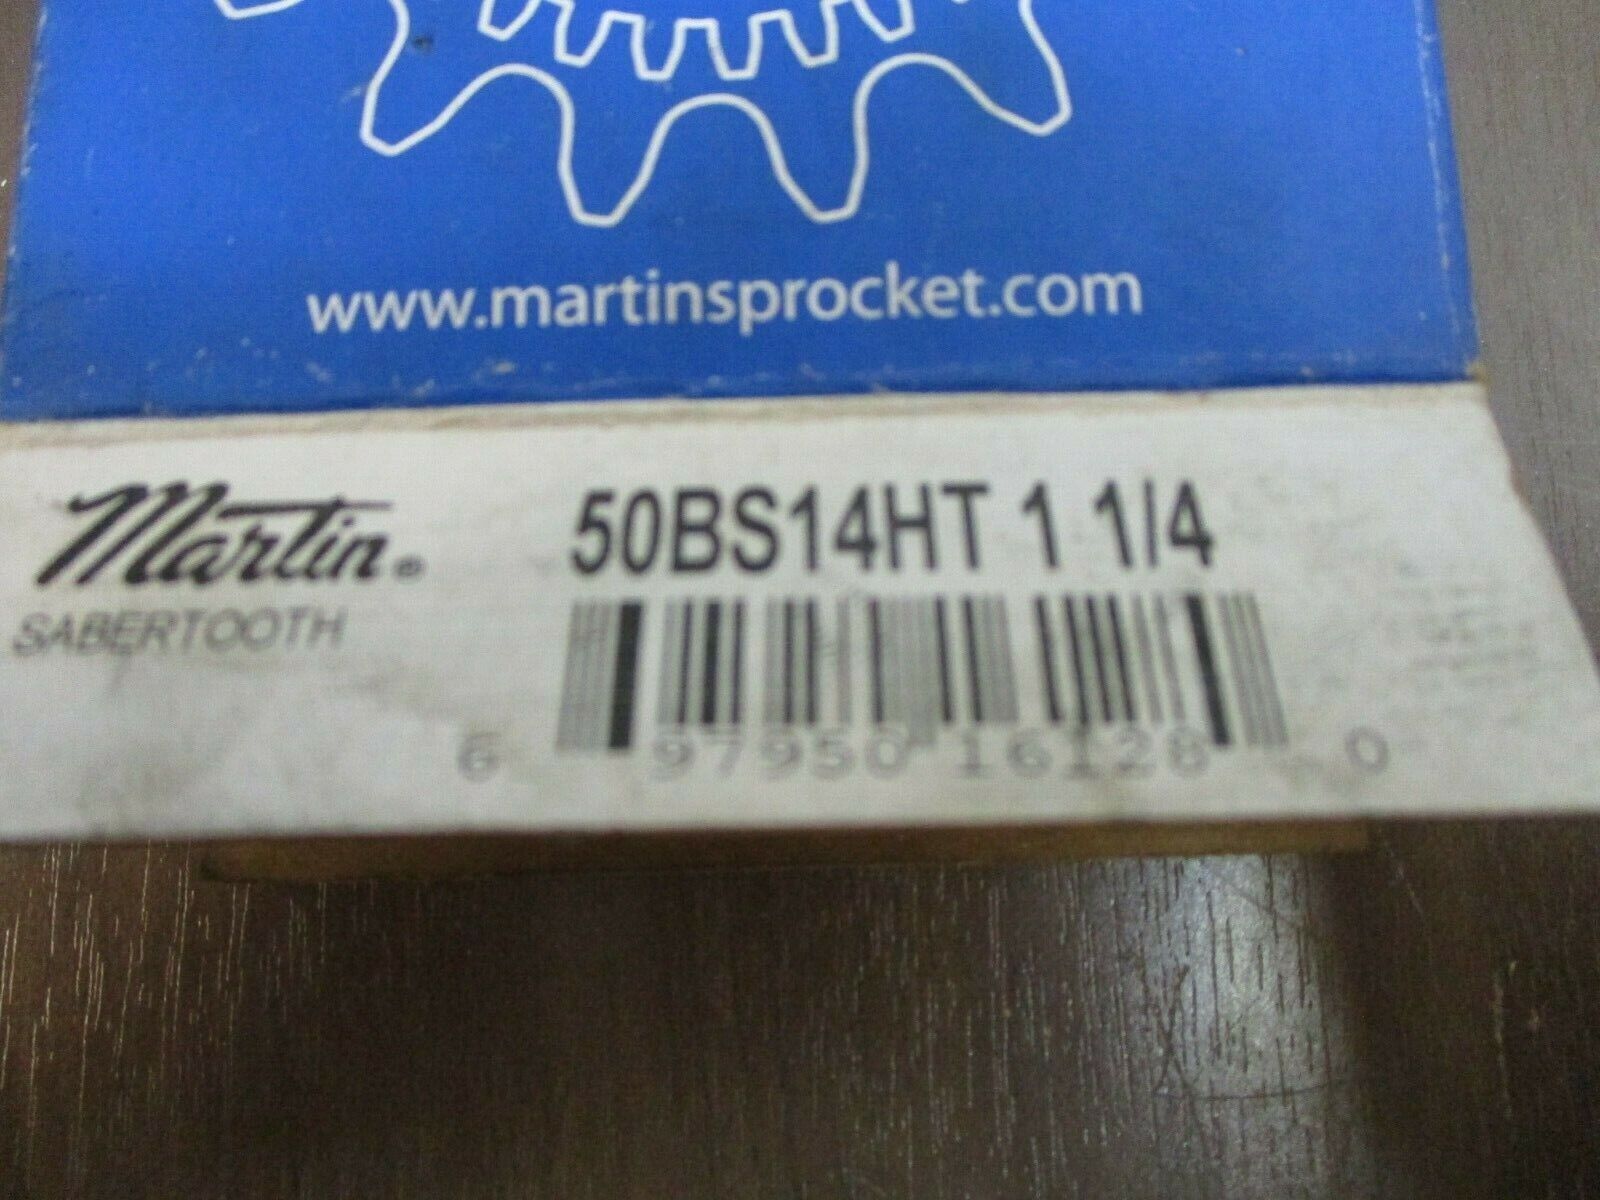 www.martinsprocket.com
Martin®
50BS14HT 1 1/4
SABERTOOTH
6 97950 16128 0